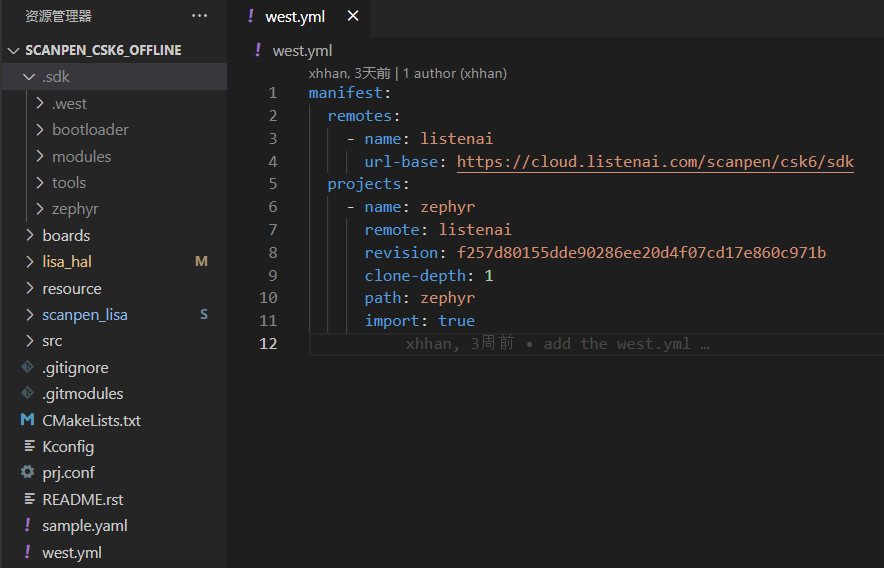 资源管理器
SCANPEN_CSK6_OFFLINE
.sdk
.west
bootloader
modules
tools
zephyr
boards
lisa_hal M
resource
scanpen_lisa S
src
.gitignore
.gitmodules
CMakeLists.txt
Kconfig
prj.conf
README.rst
sample.yaml
west.yml
west.yml
west.yml
xhhan, 3天前 | 1 author (xhhan)
1 manifest:
2 remotes:
3 - name: listenai
4 url-base: https://cloud.listenai.com/scanpen/csk6/sdk
5 projects:
6 - name: zephyr
7 remote: listenai
8 revision: f257d80155dde90286ee20d4f07cd17e860c971b
9 clone-depth: 1
10 path: zephyr
11 import: true
12 xhhan, 3周前 • add the west.yml …